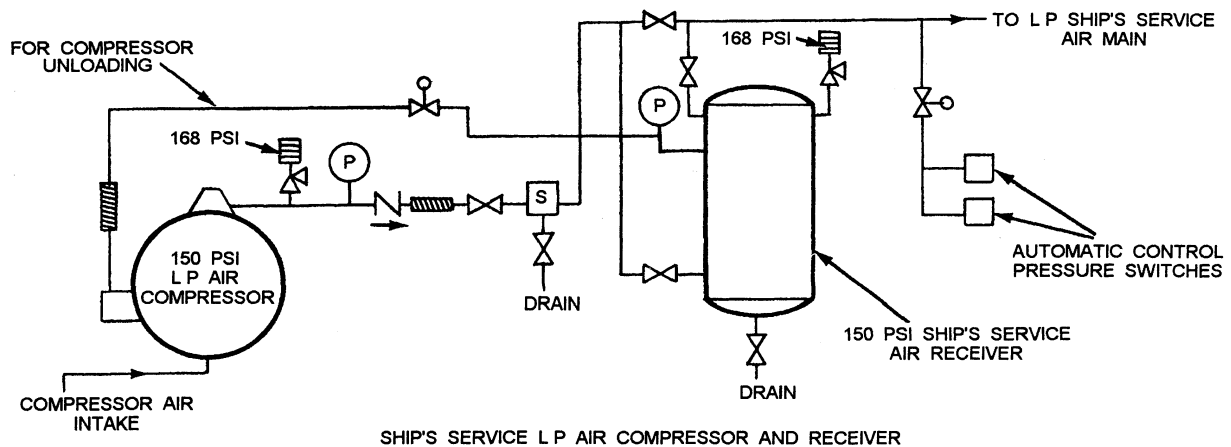 TO L P SHIP'S SERVICE
AIR MAIN
168 PSI
FOR COMPRESSOR
UNLOADING
P
168 PSI
P
S
150 PSI
L P AIR
COMPRESSOR
AUTOMATIC CONTROL
PRESSURE SWITCHES
DRAIN
150 PSI SHIP'S SERVICE
AIR RECEIVER
DRAIN
COMPRESSOR AIR
INTAKE
SHIP'S SERVICE L P AIR COMPRESSOR AND RECEIVER